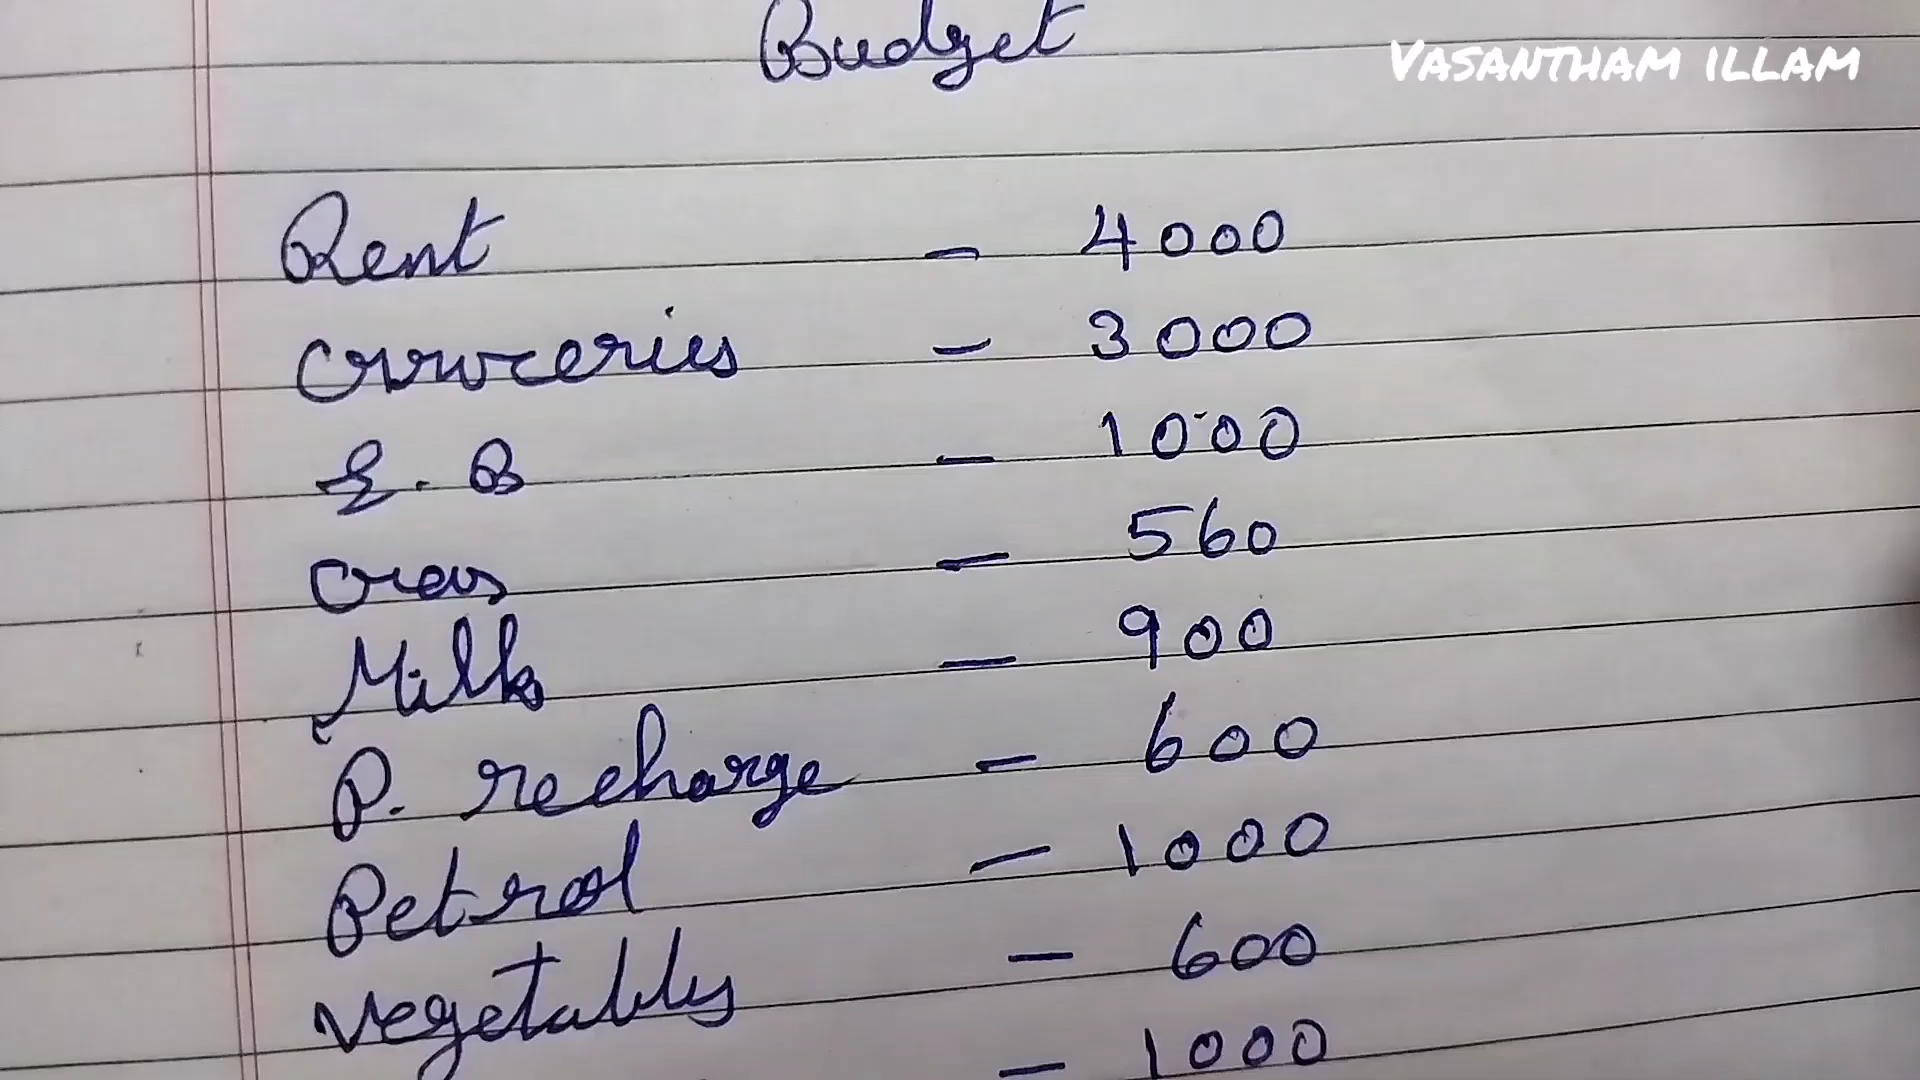 Budget
VASANTHAM ILLAM
Rent - 4000
Groceries - 3000
E.B - 1000
Gas - 560
Milk - 900
P. recharge - 600
Petrol - 1000
Vegetables - 600
- 1000